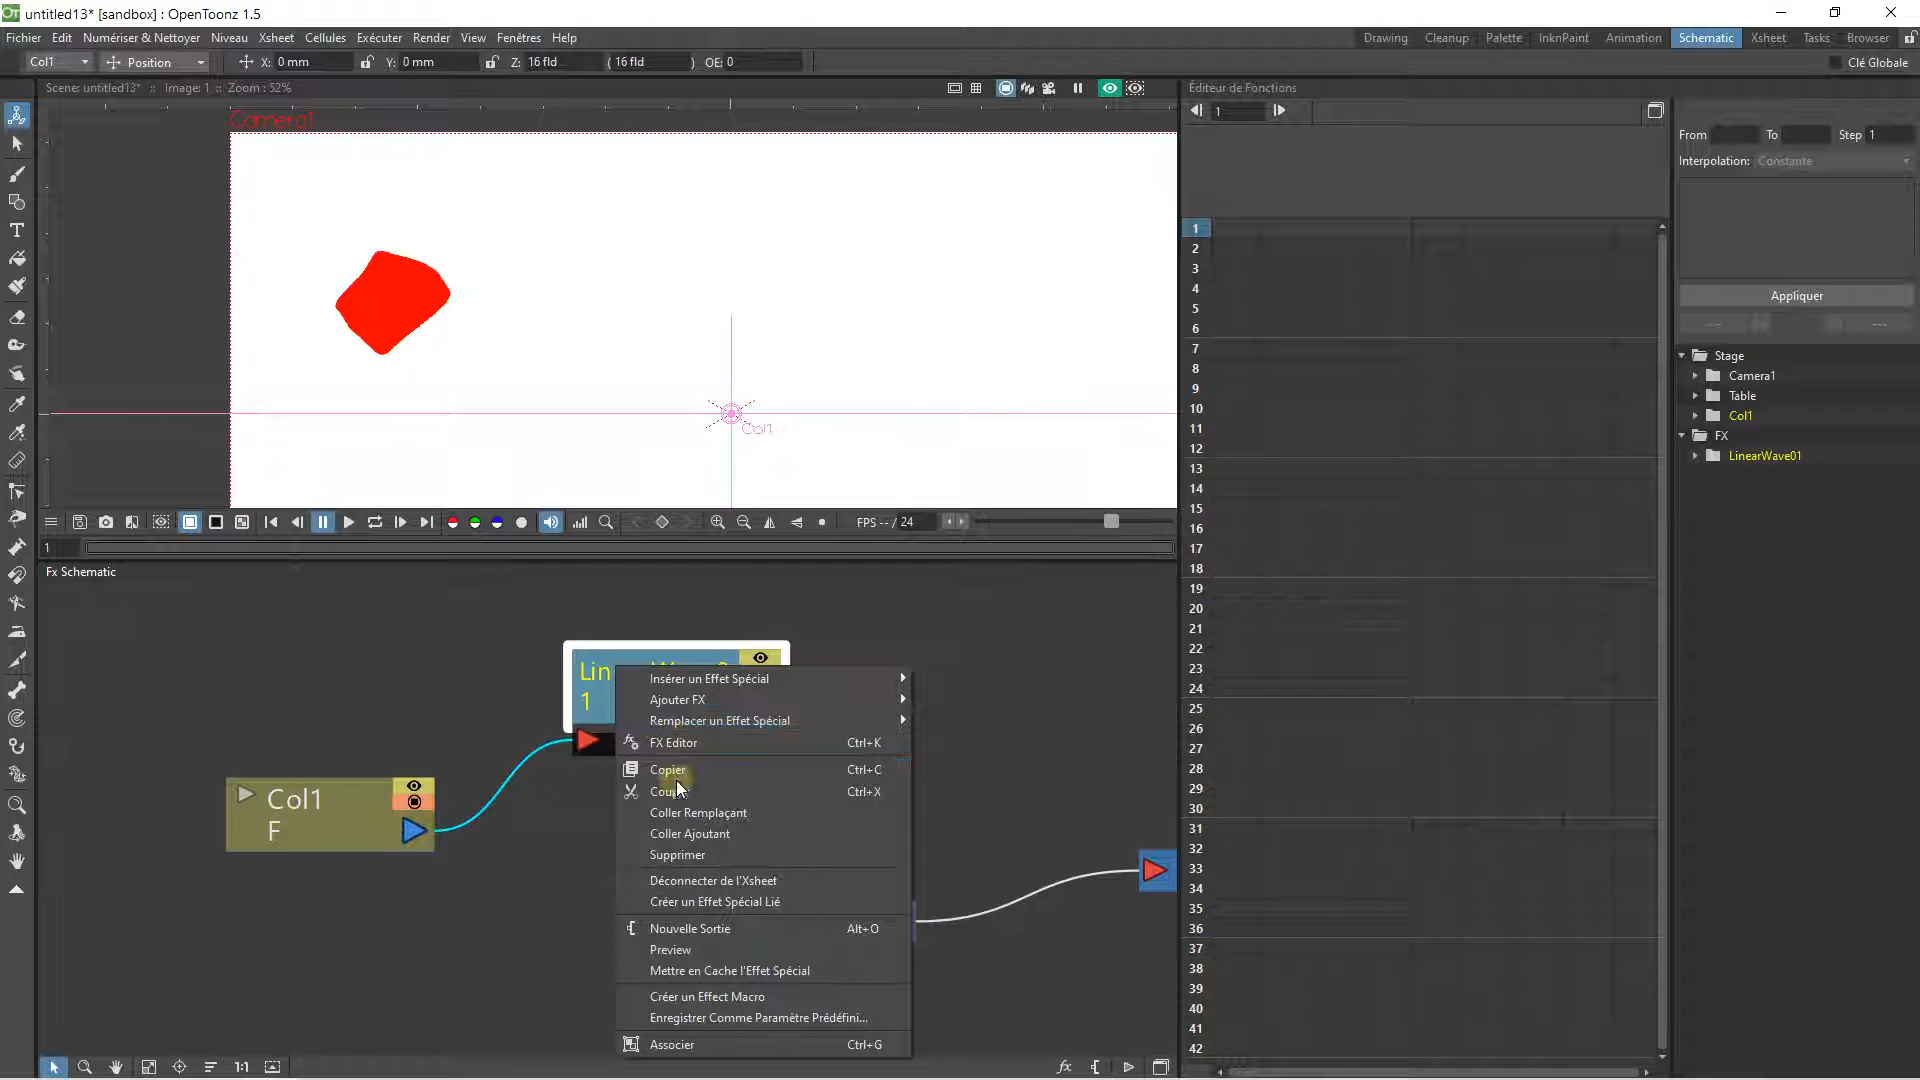 untitled13* [sandbox] : OpenToonz 1.5
Fichier Edit Numériser & Nettoyer Niveau Xsheet Cellules Exécuter Render View Fenêtres Help
Drawing Cleanup Palette InknPaint Animation Schematic Xsheet Tasks Browser
Col1 Position X: 0 mm Y: 0 mm Z: 16 fld ( 16 fld ) OE: 0 Clé Globale
Scene: untitled13* :: Image: 1 :: Zoom : 52%
Editeur de Fonctions
1
Camera1
From To Step 1
Interpolation: Constante
Appliquer
Stage
Camera1
Table
Col1
FX
LinearWave01
Col1
FPS -- / 24
1
1
2
3
4
5
6
7
8
9
10
11
12
13
14
15
16
17
18
19
20
21
22
23
24
25
26
27
28
29
30
31
32
33
34
35
36
37
38
39
40
41
42
Fx Schematic
Lin
1
Col1
F
Insérer un Effet Spécial
Ajouter FX
Remplacer un Effet Spécial
FX Editor Ctrl+K
Copier Ctrl+C
Ctrl+X
Coller Remplaçant
Coller Ajoutant
Supprimer
Déconnecter de l'Xsheet
Créer un Effet Spécial Lié
Nouvelle Sortie Alt+O
Preview
Mettre en Cache l'Effet Spécial
Créer un Effect Macro
Enregistrer Comme Paramètre Prédéfini...
Associer Ctrl+G
1:1
fx